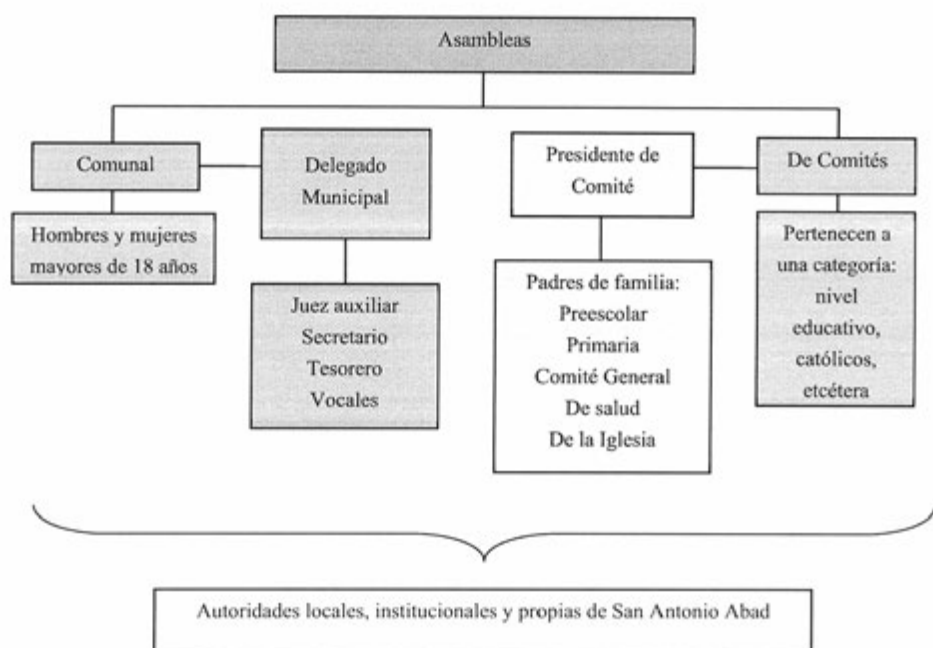 Asambleas
Comunal
Hombres y mujeres
mayores de 18 años
Delegado
Municipal
Juez auxiliar
Secretario
Tesorero
Vocales
Presidente de
Comité
Padres de familia:
Preescolar
Primaria
Comité General
De salud
De la Iglesia
De Comités
Pertenecen a
una categoría:
nivel
educativo,
católicos,
etcétera
Autoridades locales, institucionales y propias de San Antonio Abad